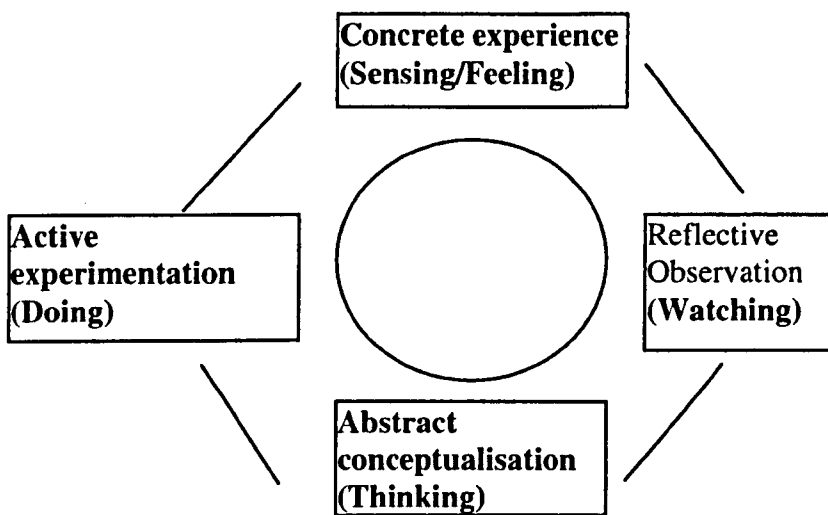 Concrete experience
(Sensing/Feeling)
Active
experimentation
(Doing)
Reflective
Observation
(Watching)
Abstract
conceptualisation
(Thinking)